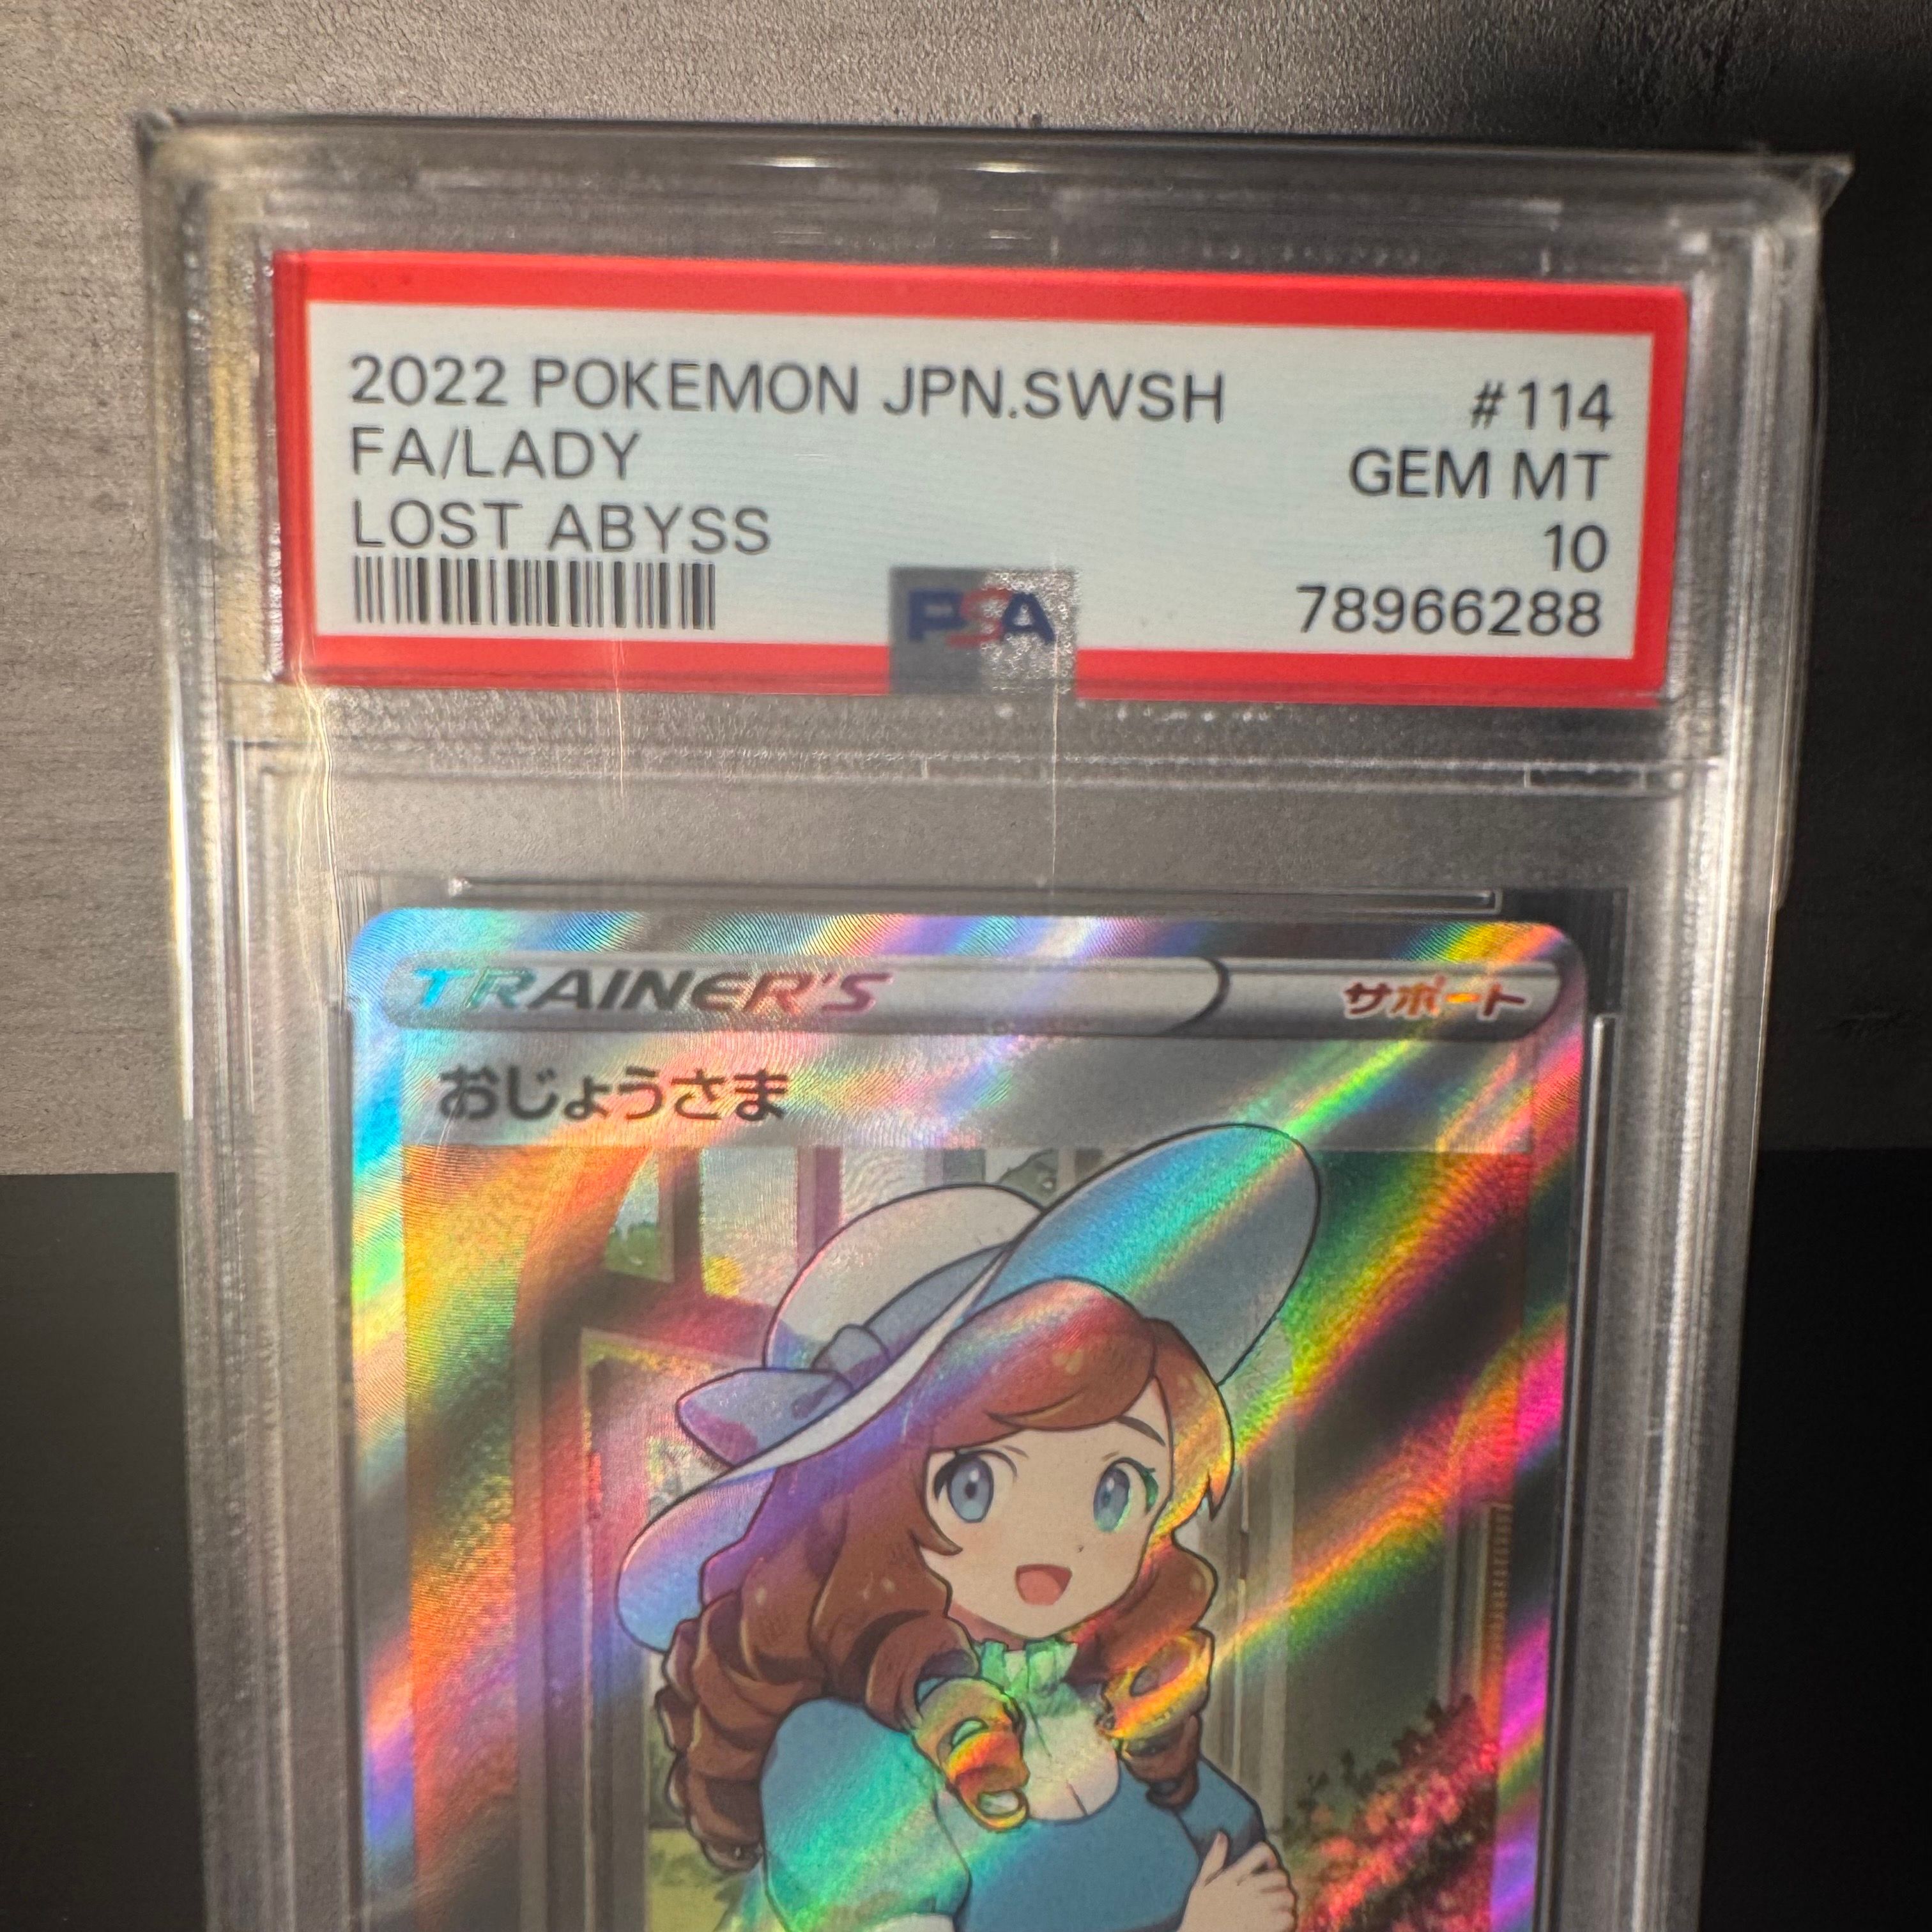 2022 POKEMON JPN.SWSH #114
FA/LADY GEM MT
LOST ABYSS 10
PSA 78966288
TRAINER'S サポート
おじょうさま